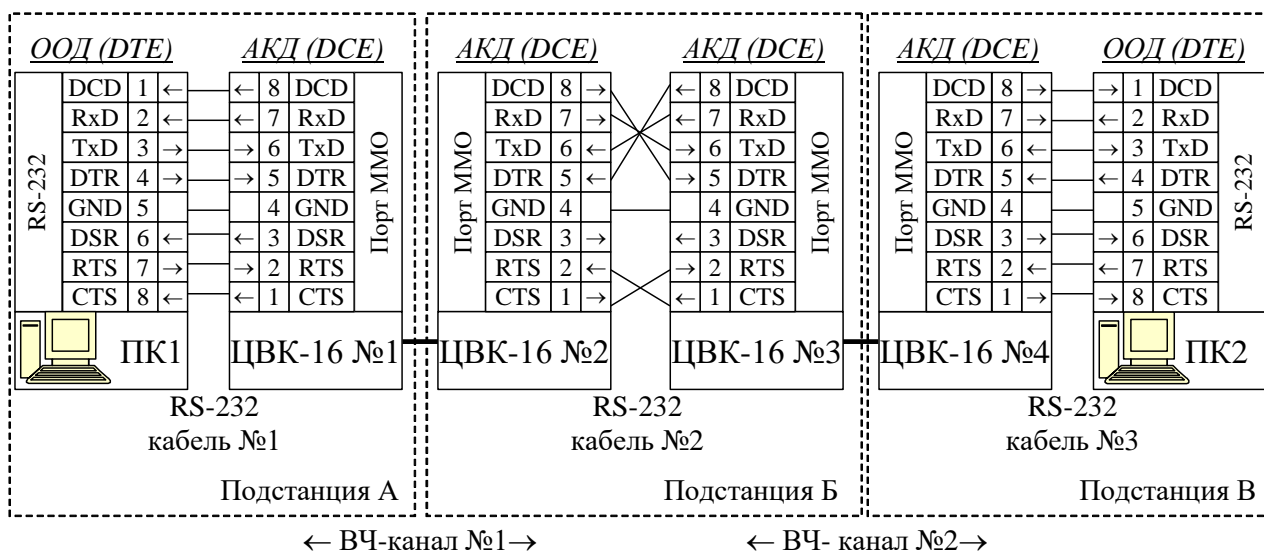 ООД (DTE) АКД (DCE) АКД (DCE) АКД (DCE) АКД (DCE) ООД (DTE)
DCD 1 ← ← 8 DCD DCD 8 → ← 8 DCD DCD 8 → → 1 DCD
RxD 2 ← ← 7 RxD RxD 7 → ← 7 RxD RxD 7 → ← 2 RxD
TxD 3 → → 6 TxD TxD 6 ← → 6 TxD TxD 6 ← → 3 TxD
DTR 4 → → 5 DTR DTR 5 ← → 5 DTR DTR 5 ← ← 4 DTR
GND 5 4 GND GND 4 4 GND GND 4 5 GND
DSR 6 ← ← 3 DSR DSR 3 → ← 3 DSR DSR 3 → → 6 DSR
RTS 7 → → 2 RTS RTS 2 ← → 2 RTS RTS 2 ← ← 7 RTS
CTS 8 ← ← 1 CTS CTS 1 → ← 1 CTS CTS 1 → → 8 CTS
RS-232
Порт ММО
Порт ММО
Порт ММО
Порт ММО
RS-232
ПК1 ЦВК-16 №1 ЦВК-16 №2 ЦВК-16 №3 ЦВК-16 №4 ПК2
RS-232
кабель №1
RS-232
кабель №2
RS-232
кабель №3
Подстанция А
Подстанция Б
Подстанция В
← ВЧ-канал №1→
← ВЧ- канал №2→